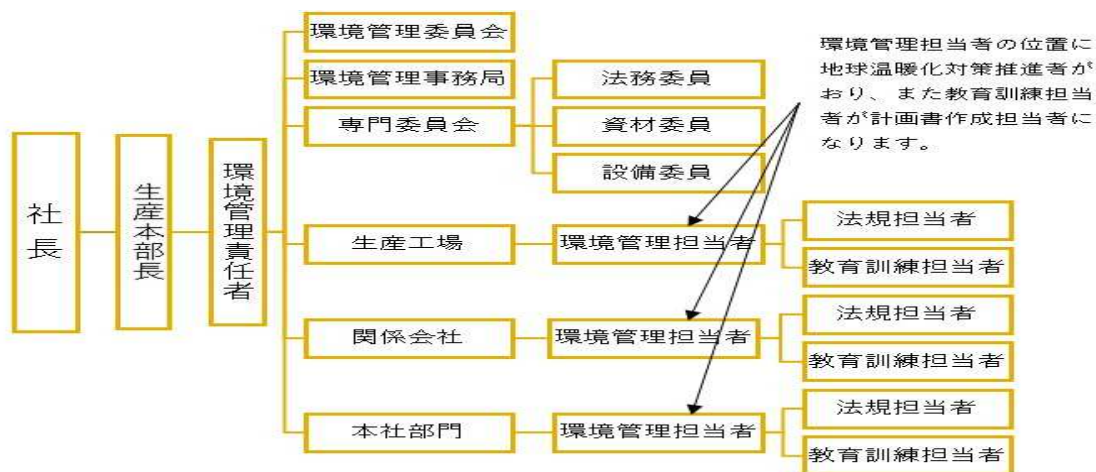 社長
生産本部長
環境管理責任者
環境管理委員会
環境管理事務局
専門委員会
法務委員
資材委員
設備委員
生産工場
環境管理担当者
法規担当者
教育訓練担当者
関係会社
環境管理担当者
法規担当者
教育訓練担当者
本社部門
環境管理担当者
法規担当者
教育訓練担当者
環境管理担当者の位置に
地球温暖化対策推進者が
おり、また教育訓練担当
者が計画書作成担当者に
なります。